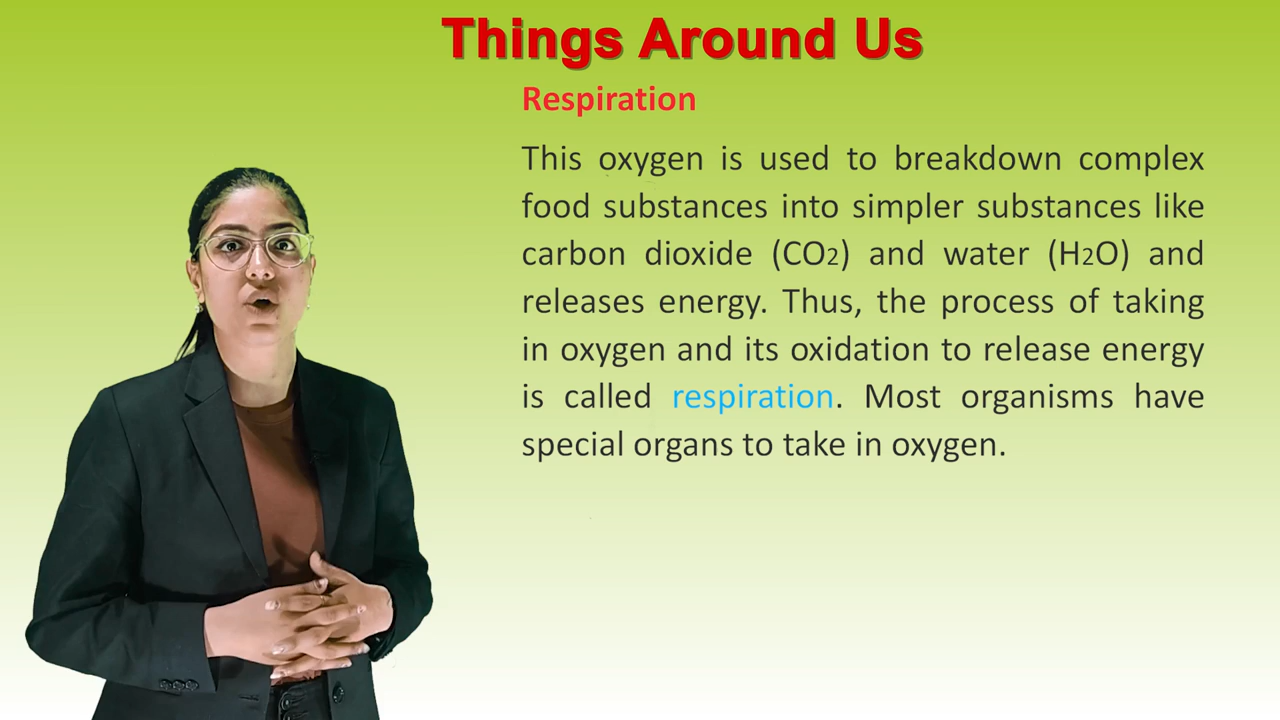 Things Around Us
Respiration
This oxygen is used to breakdown complex
food substances into simpler substances like
carbon dioxide (CO2) and water (H2O) and
releases energy. Thus, the process of taking
in oxygen and its oxidation to release energy
is called respiration. Most organisms have
special organs to take in oxygen.